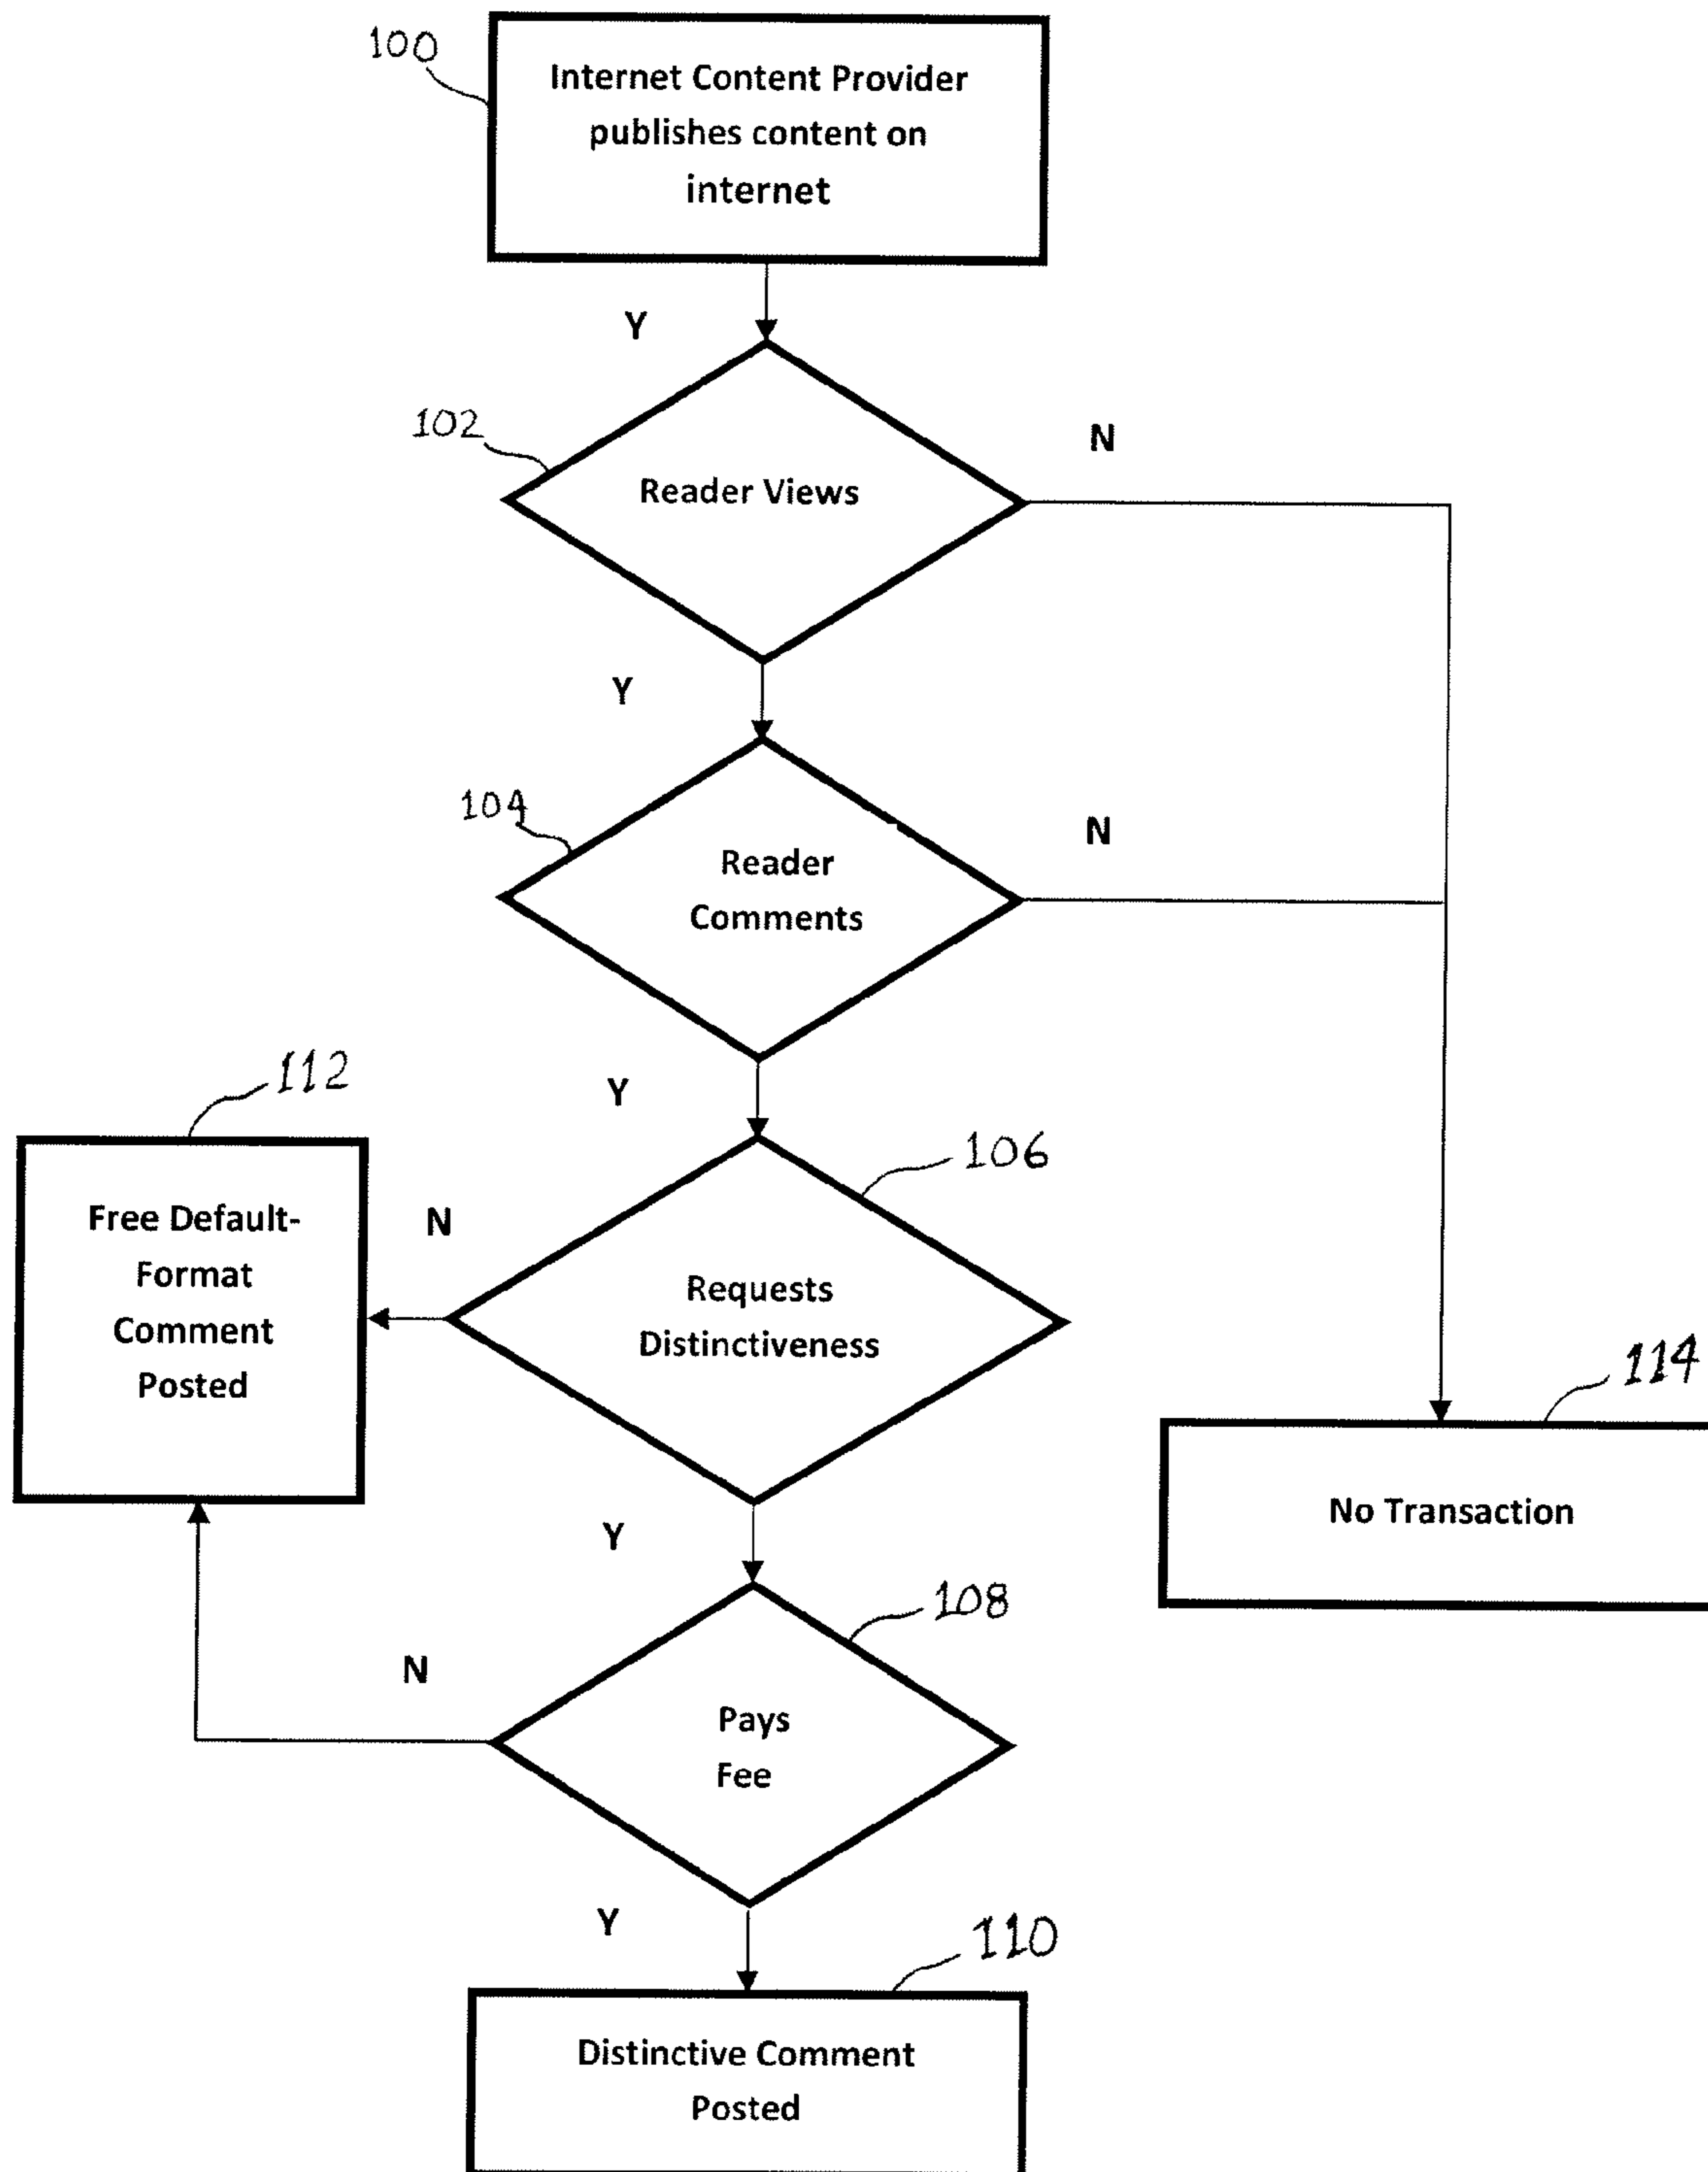 100
Internet Content Provider
publishes content on
internet
Y
102
N
Reader Views
Y
104
N
Reader
Comments
112
Y
106
Free Default-
Format
Comment
Posted
N
Requests
Distinctiveness
114
No Transaction
Y
108
N
Pays
Fee
Y
110
Distinctive Comment
Posted